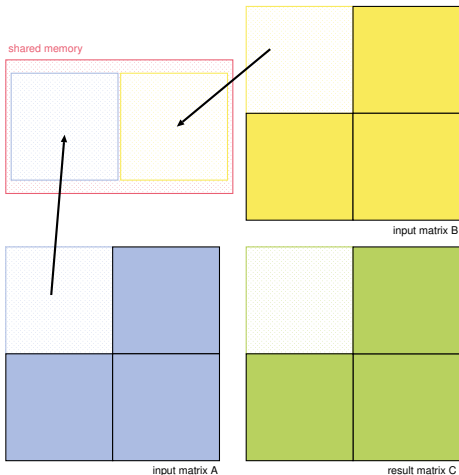 shared memory
input matrix B
input matrix A
result matrix C